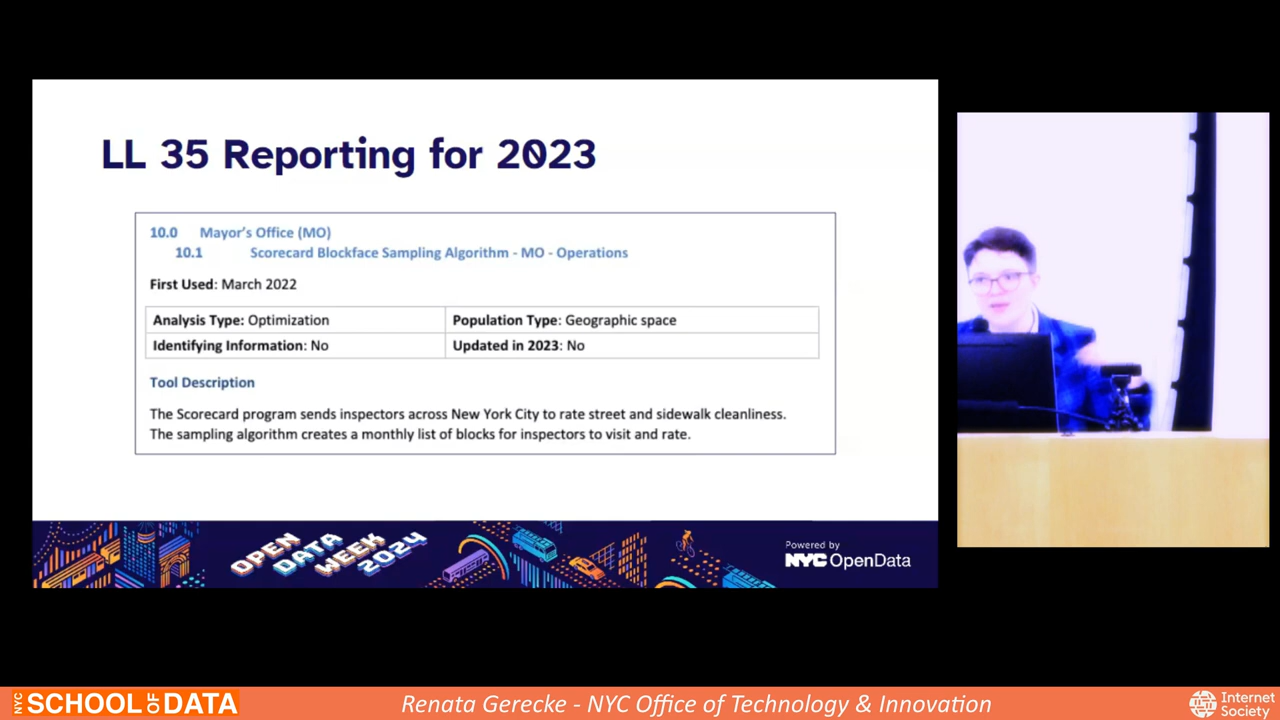 LL 35 Reporting for 2023
10.0 Mayor's Office (MO)
10.1 Scorecard Blockface Sampling Algorithm - MO - Operations
First Used: March 2022
Analysis Type: Optimization
Population Type: Geographic space
Identifying Information: No
Updated in 2023: No
Tool Description
The Scorecard program sends inspectors across New York City to rate street and sidewalk cleanliness.
The sampling algorithm creates a monthly list of blocks for inspectors to visit and rate.
OPEN
DATA
WEEK
2024
Powered by
NYC OpenData
NYC SCHOOL OF DATA
Renata Gerecke - NYC Office of Technology & Innovation
Internet
Society